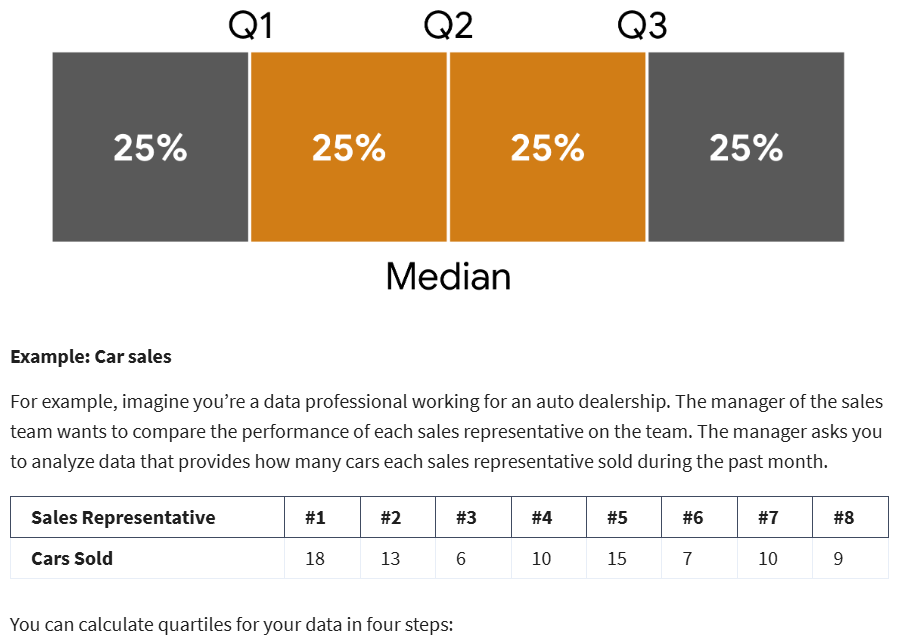 Q1 Q2 Q3
25% 25% 25% 25%
Median
Example: Car sales
For example, imagine you’re a data professional working for an auto dealership. The manager of the sales
team wants to compare the performance of each sales representative on the team. The manager asks you
to analyze data that provides how many cars each sales representative sold during the past month.
Sales Representative #1 #2 #3 #4 #5 #6 #7 #8
Cars Sold 18 13 6 10 15 7 10 9
You can calculate quartiles for your data in four steps: